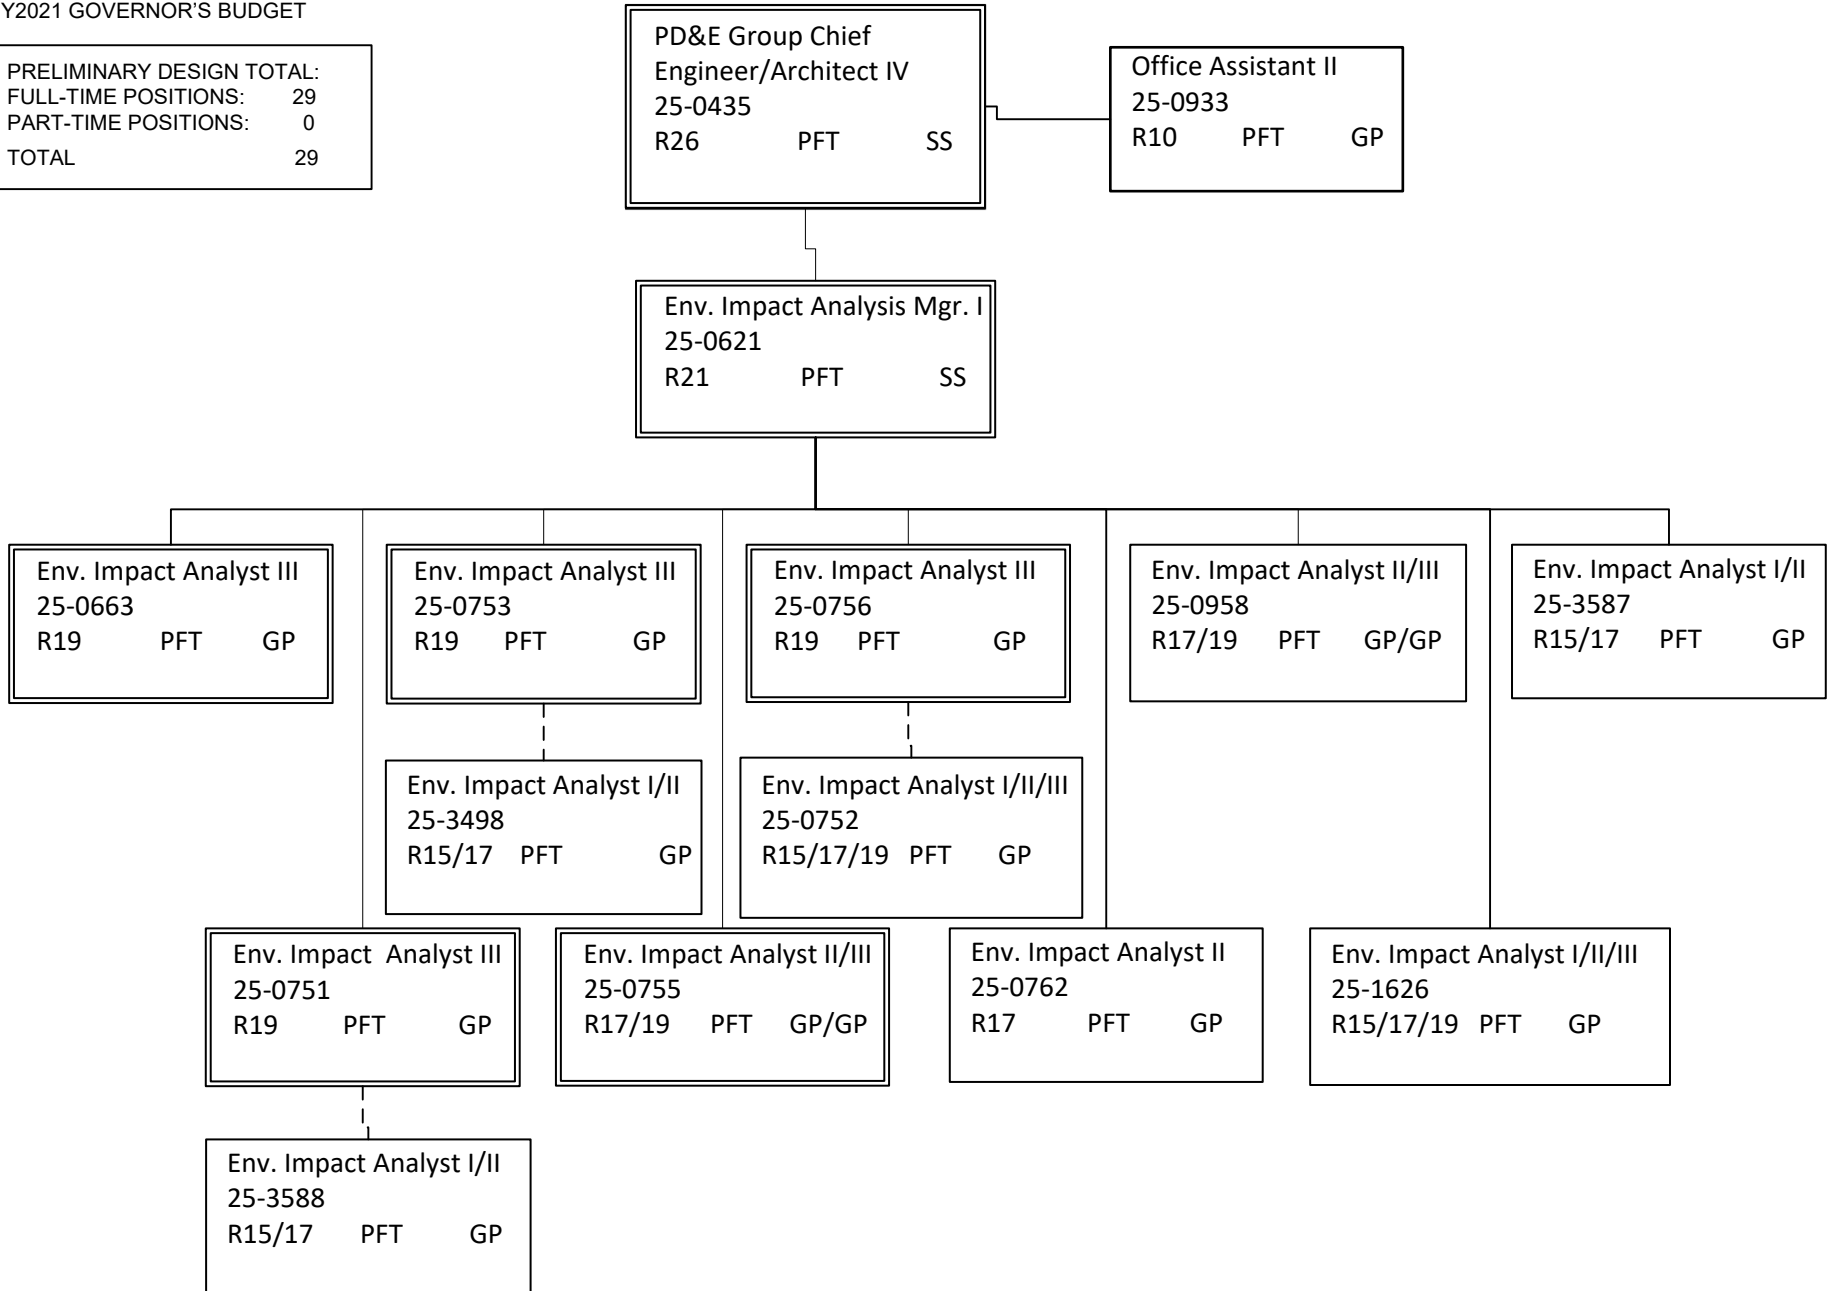 Y2021 GOVERNOR’S BUDGET
PRELIMINARY DESIGN TOTAL:
FULL-TIME POSITIONS: 29
PART-TIME POSITIONS: 0
TOTAL 29
PD&E Group Chief
Engineer/Architect IV
25-0435
R26 PFT SS
Office Assistant II
25-0933
R10 PFT GP
Env. Impact Analysis Mgr. I
25-0621
R21 PFT SS
Env. Impact Analyst III
25-0663
R19 PFT GP
Env. Impact Analyst III
25-0753
R19 PFT GP
Env. Impact Analyst III
25-0756
R19 PFT GP
Env. Impact Analyst II/III
25-0958
R17/19 PFT GP/GP
Env. Impact Analyst I/II
25-3587
R15/17 PFT GP
Env. Impact Analyst I/II
25-3498
R15/17 PFT GP
Env. Impact Analyst I/II/III
25-0752
R15/17/19 PFT GP
Env. Impact Analyst III
25-0751
R19 PFT GP
Env. Impact Analyst II/III
25-0755
R17/19 PFT GP/GP
Env. Impact Analyst II
25-0762
R17 PFT GP
Env. Impact Analyst I/II/III
25-1626
R15/17/19 PFT GP
Env. Impact Analyst I/II
25-3588
R15/17 PFT GP